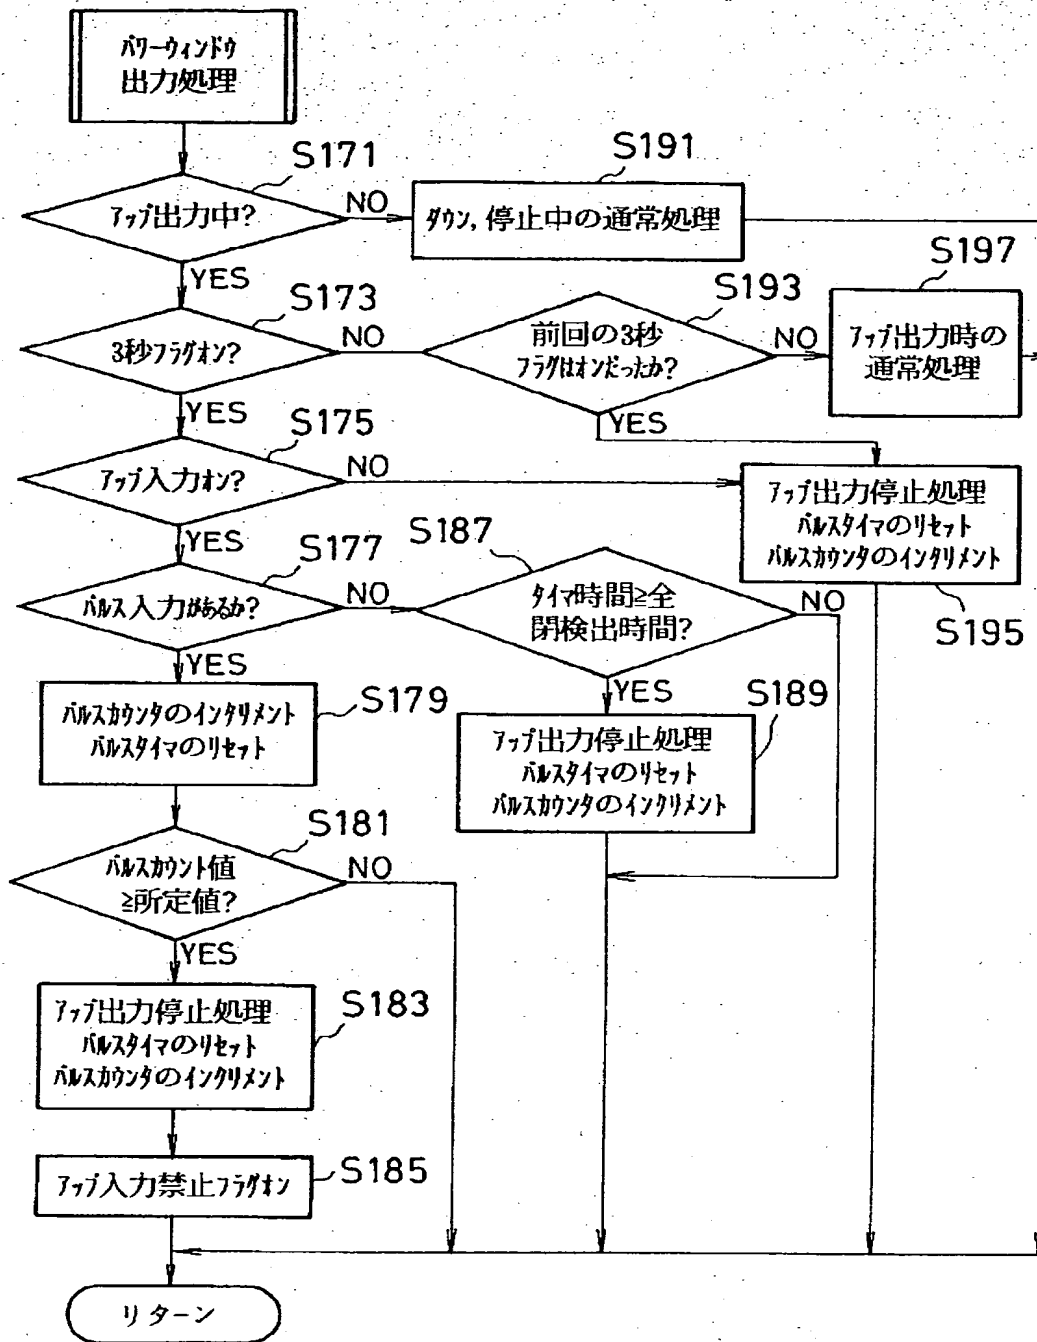 パワーウィンドウ
出力処理
S171
アップ出力中?
NO
YES
S191
ダウン,停止中の通常処理
S173
3秒フラグオン?
NO
YES
S193
前回の3秒
フラグはオンだったか?
NO
YES
S197
アップ出力時の
通常処理
S175
アップ入力オン?
NO
YES
アップ出力停止処理
パルスタイマのリセット
パルスカウンタのインクリメント
S195
S177
パルス入力があるか?
NO
YES
S187
タイマ時間≧全
閉検出時間?
NO
YES
S179
パルスカウンタのインクリメント
パルスタイマのリセット
S189
アップ出力停止処理
パルスタイマのリセット
パルスカウンタのインクリメント
S181
パルスカウント値
≧所定値?
NO
YES
S183
アップ出力停止処理
パルスタイマのリセット
パルスカウンタのインクリメント
S185
アップ入力禁止フラグオン
リターン